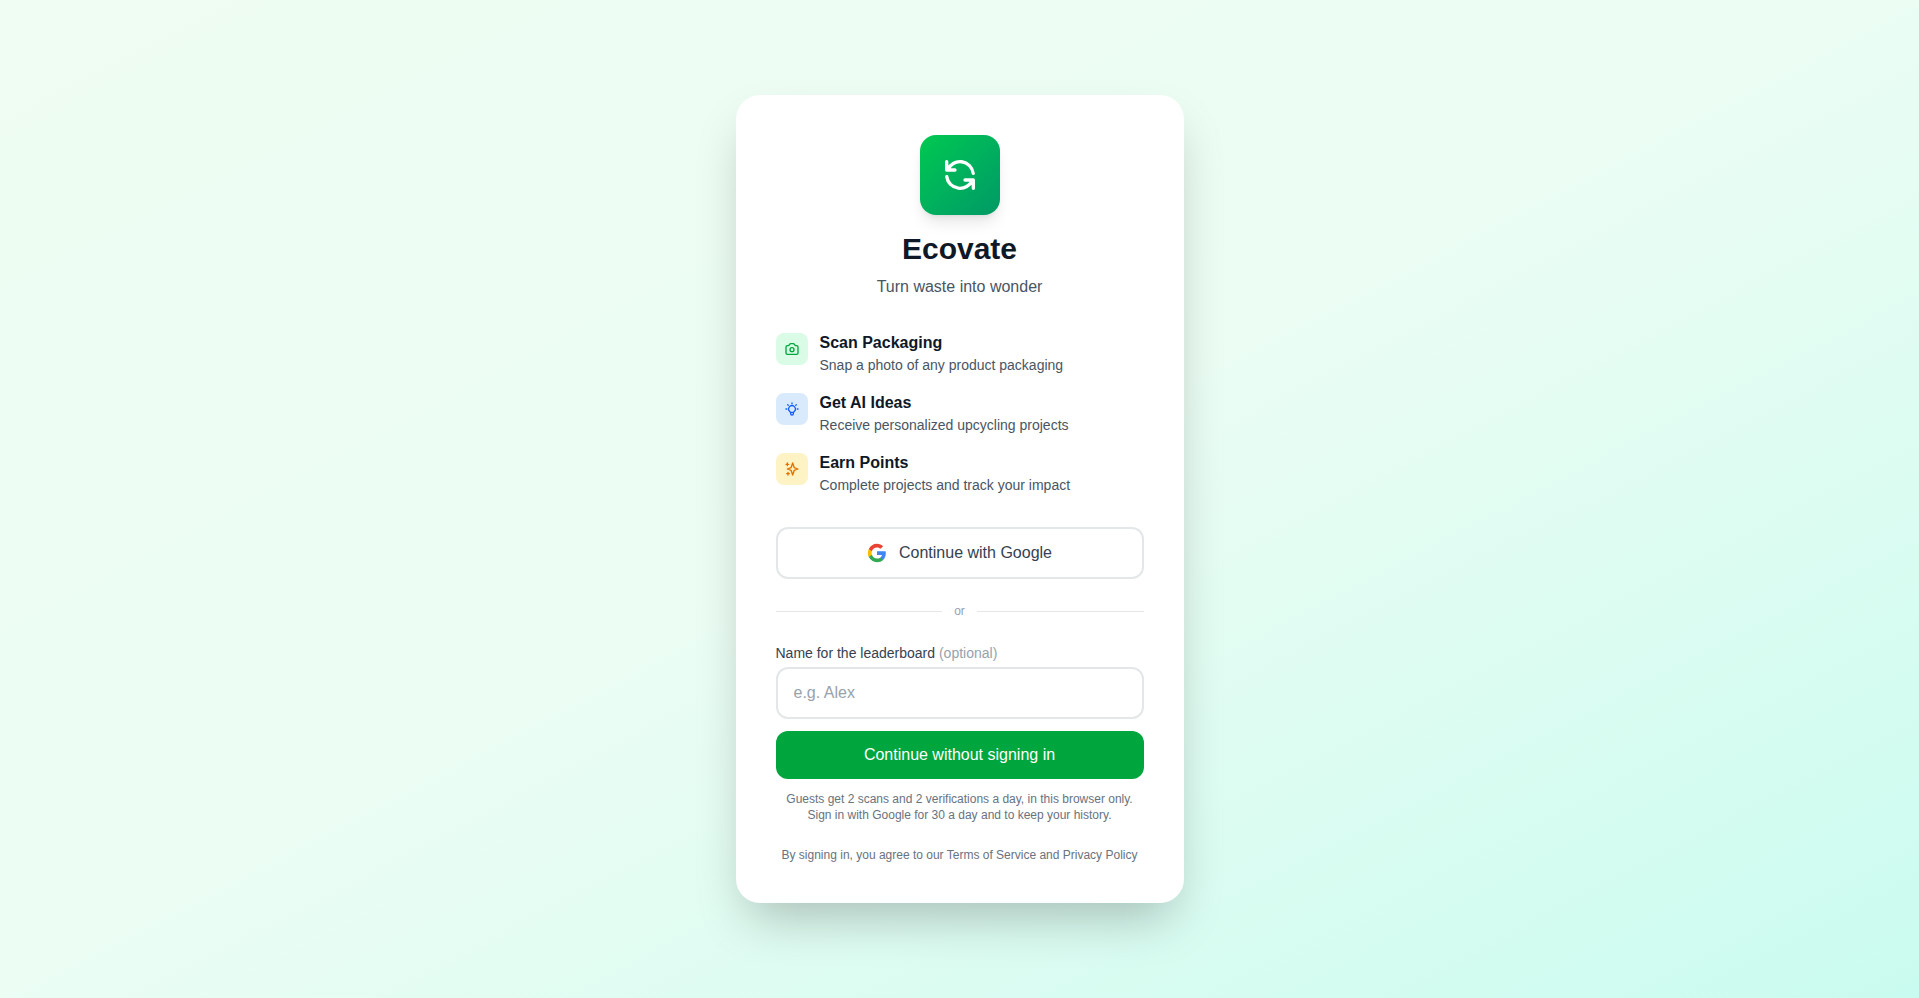 Ecovate
Turn waste into wonder
Scan Packaging
Snap a photo of any product packaging
Get AI Ideas
Receive personalized upcycling projects
Earn Points
Complete projects and track your impact
Continue with Google
or
Name for the leaderboard (optional)
e.g. Alex
Continue without signing in
Guests get 2 scans and 2 verifications a day, in this browser only.
Sign in with Google for 30 a day and to keep your history.
By signing in, you agree to our Terms of Service and Privacy Policy